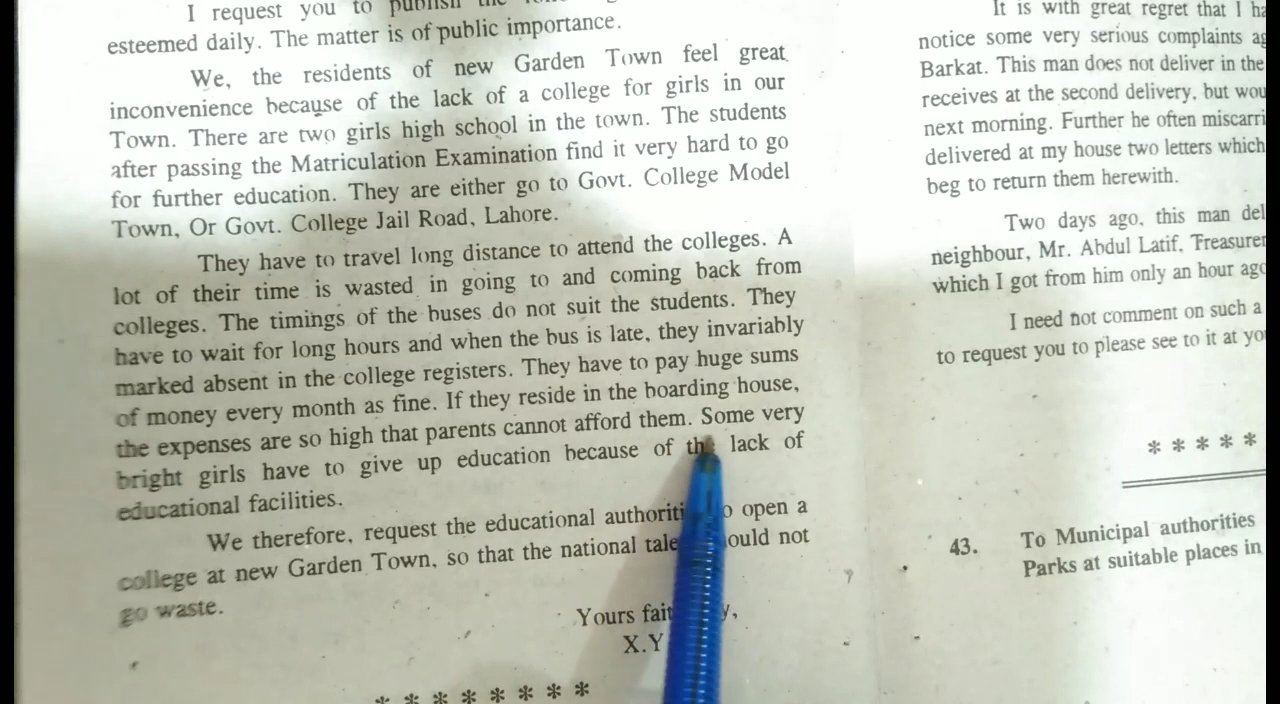 I request you to publish the
esteemed daily. The matter is of public importance.
We, the residents of new Garden Town feel great
inconvenience because of the lack of a college for girls in our
Town. There are two girls high school in the town. The students
after passing the Matriculation Examination find it very hard to go
for further education. They are either go to Govt. College Model
Town, Or Govt. College Jail Road, Lahore.
They have to travel long distance to attend the colleges. A
lot of their time is wasted in going to and coming back from
colleges. The timings of the buses do not suit the students. They
have to wait for long hours and when the bus is late, they invariably
marked absent in the college registers. They have to pay huge sums
of money every month as fine. If they reside in the boarding house,
the expenses are so high that parents cannot afford them. Some very
bright girls have to give up education because of the lack of
educational facilities.
We therefore, request the educational authoriti o open a
college at new Garden Town, so that the national tale ould not
go waste.
Yours fait y,
X.Y
* * * * * * * *
It is with great regret that I ha
notice some very serious complaints ag
Barkat. This man does not deliver in the
receives at the second delivery, but wou
next morning. Further he often miscarri
delivered at my house two letters which
beg to return them herewith.
Two days ago, this man del
neighbour, Mr. Abdul Latif, Treasurer
which I got from him only an hour ago
I need not comment on such a
to request you to please see to it at yo
* * * * *
43. To Municipal authorities
Parks at suitable places in